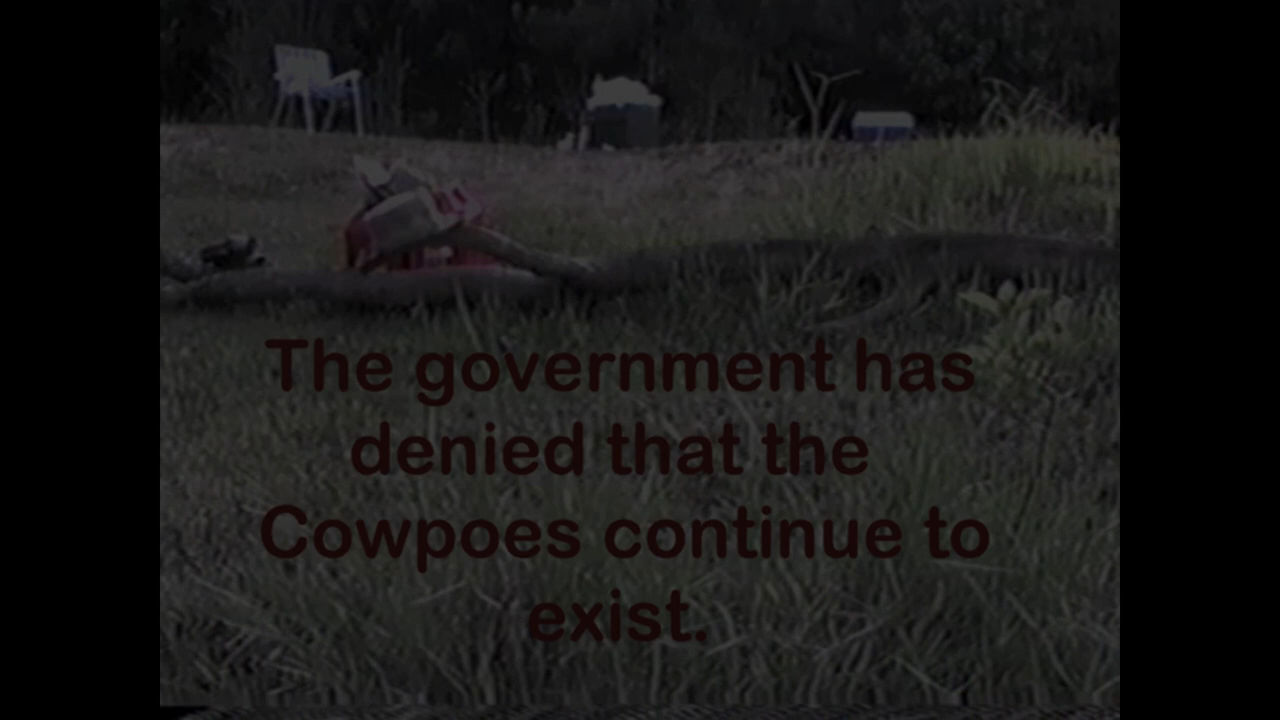 The government has
denied that the
Cowpoes continue to
exist.